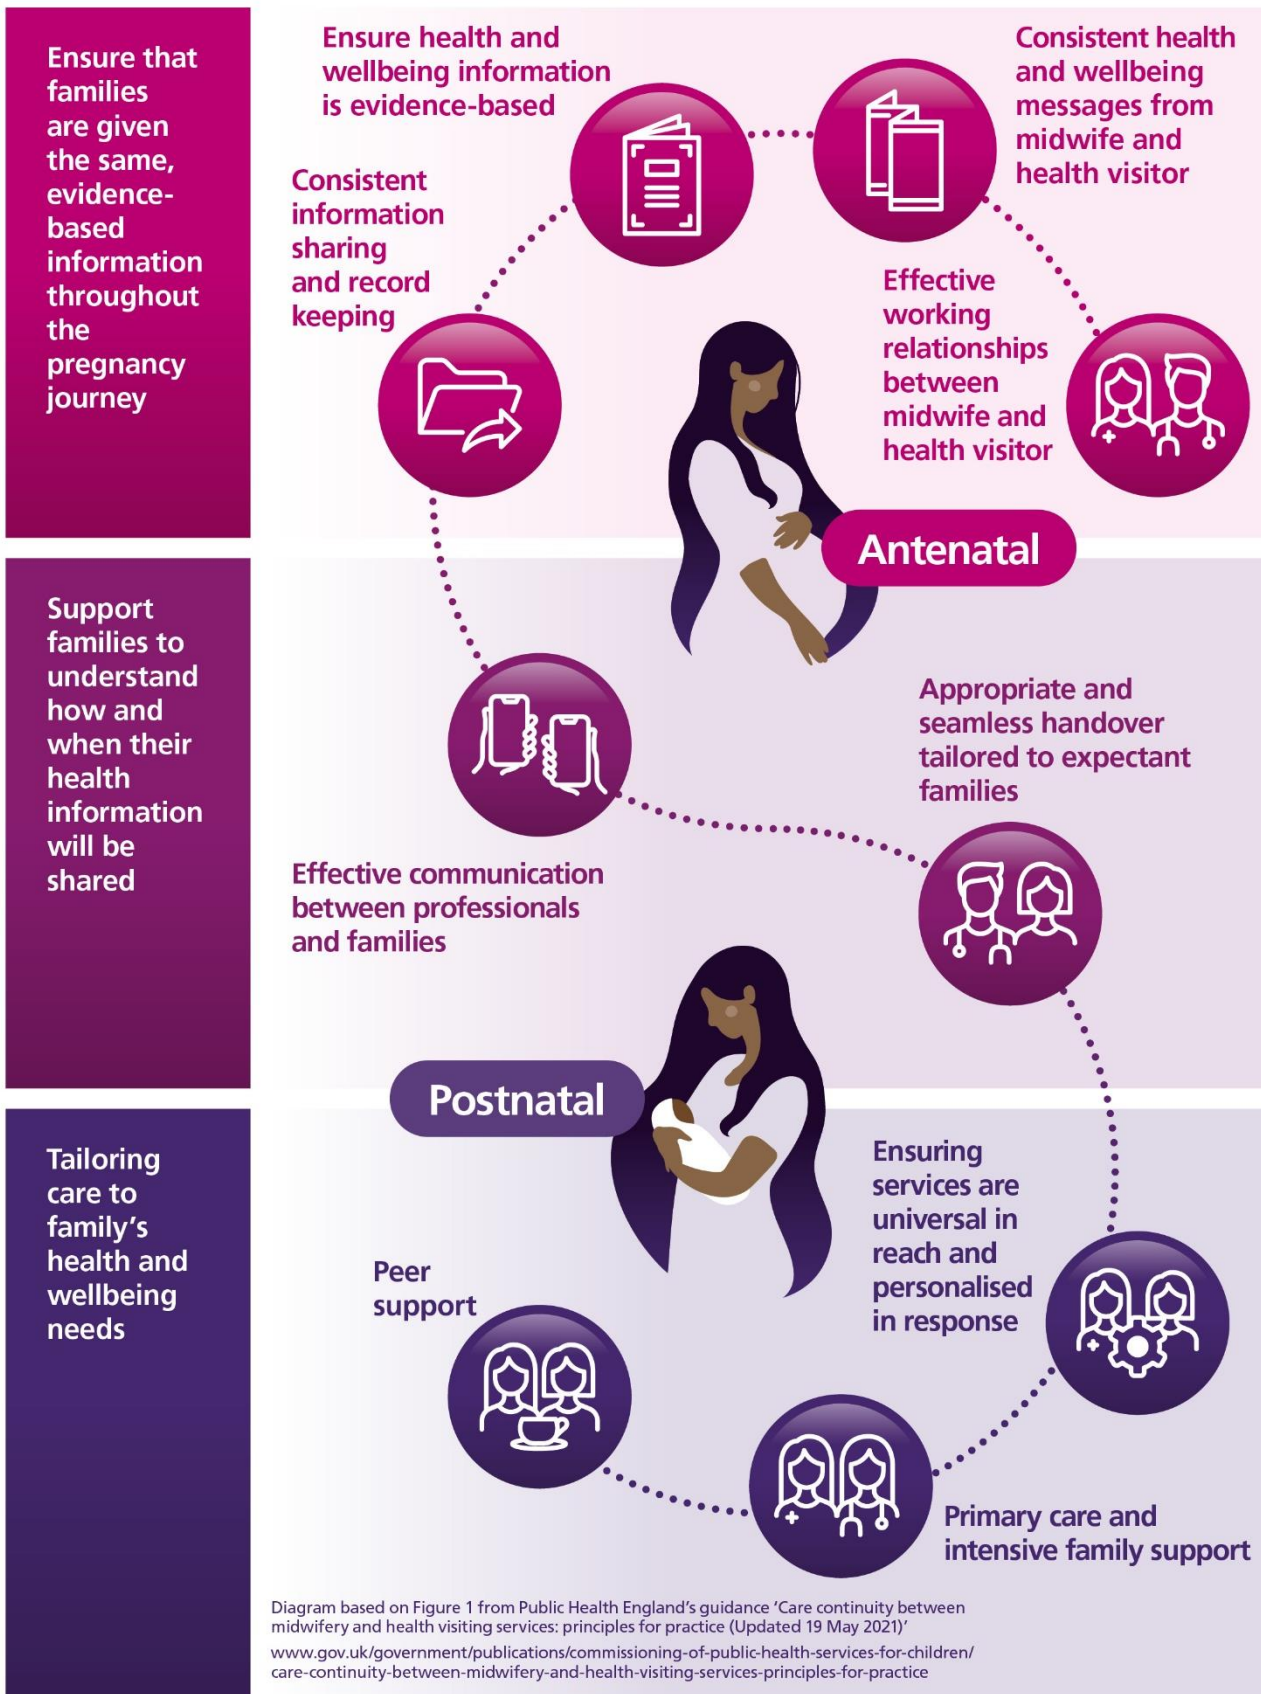 Ensure that
families
are given
the same,
evidence-
based
information
throughout
the
pregnancy
journey
Ensure health and
wellbeing information
is evidence-based
Consistent health
and wellbeing
messages from
midwife and
health visitor
Consistent
information
sharing
and record
keeping
Effective
working
relationships
between
midwife and
health visitor
Antenatal
Support
families to
understand
how and
when their
health
information
will be
shared
Appropriate and
seamless handover
tailored to expectant
families
Effective communication
between professionals
and families
Postnatal
Tailoring
care to
family’s
health and
wellbeing
needs
Ensuring
services are
universal in
reach and
personalised
in response
Peer
support
Primary care and
intensive family support
Diagram based on Figure 1 from Public Health England’s guidance ‘Care continuity between
midwifery and health visiting services: principles for practice (Updated 19 May 2021)’
www.gov.uk/government/publications/commissioning-of-public-health-services-for-children/
care-continuity-between-midwifery-and-health-visiting-services-principles-for-practice